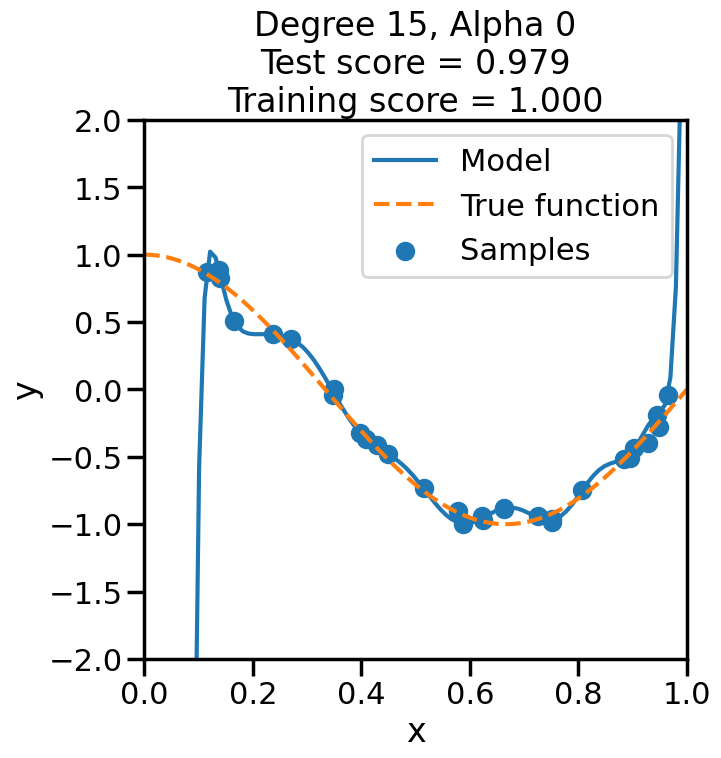 Degree 15, Alpha 0
Test score = 0.979
Training score = 1.000
2.0
1.5
1.0
0.5
0.0
−0.5
−1.0
−1.5
−2.0
y
Model
True function
Samples
0.0 0.2 0.4 0.6 0.8 1.0
x